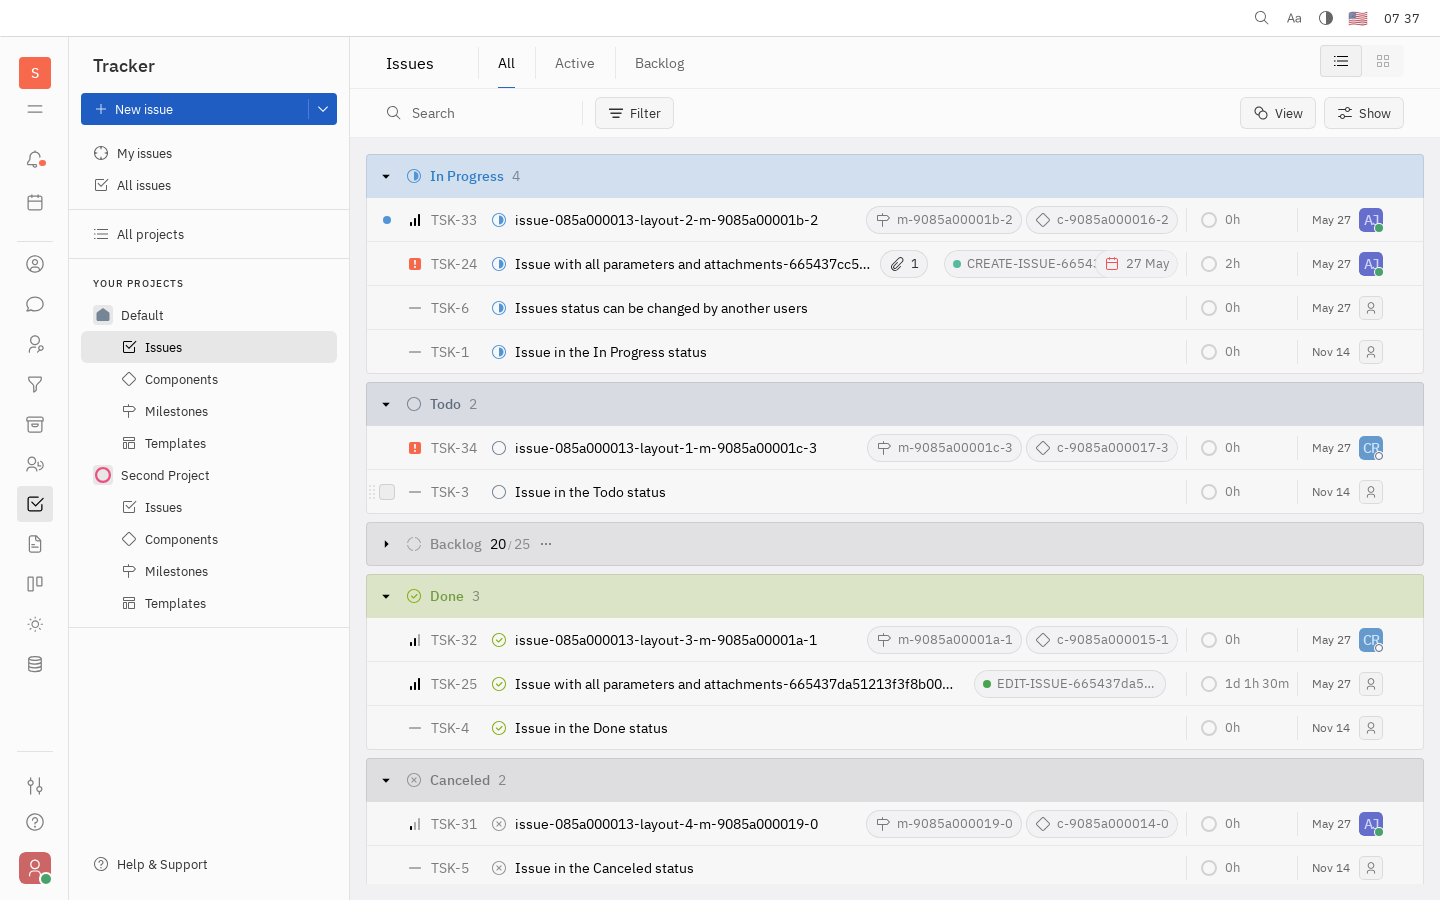 Aa
07 37
S
Tracker
New issue
My issues
All issues
All projects
YOUR PROJECTS
Default
Issues
Components
Milestones
Templates
Second Project
Issues
Components
Milestones
Templates
Help & Support
Issues
All
Active
Backlog
Search
Filter
View
Show
In Progress 4
TSK-33 issue-085a000013-layout-2-m-9085a00001b-2 m-9085a00001b-2 c-9085a000016-2 0h May 27 AJ
TSK-24 Issue with all parameters and attachments-665437cc5... 1 CREATE-ISSUE-6654 27 May 2h May 27 AJ
TSK-6 Issues status can be changed by another users 0h May 27
TSK-1 Issue in the In Progress status 0h Nov 14
Todo 2
TSK-34 issue-085a000013-layout-1-m-9085a00001c-3 m-9085a00001c-3 c-9085a000017-3 0h May 27 CR
TSK-3 Issue in the Todo status 0h Nov 14
Backlog 20/25 ...
Done 3
TSK-32 issue-085a000013-layout-3-m-9085a00001a-1 m-9085a00001a-1 c-9085a000015-1 0h May 27 CR
TSK-25 Issue with all parameters and attachments-665437da51213f3f8b00... EDIT-ISSUE-665437da5... 1d 1h 30m May 27
TSK-4 Issue in the Done status 0h Nov 14
Canceled 2
TSK-31 issue-085a000013-layout-4-m-9085a000019-0 m-9085a000019-0 c-9085a000014-0 0h May 27 AJ
TSK-5 Issue in the Canceled status 0h Nov 14